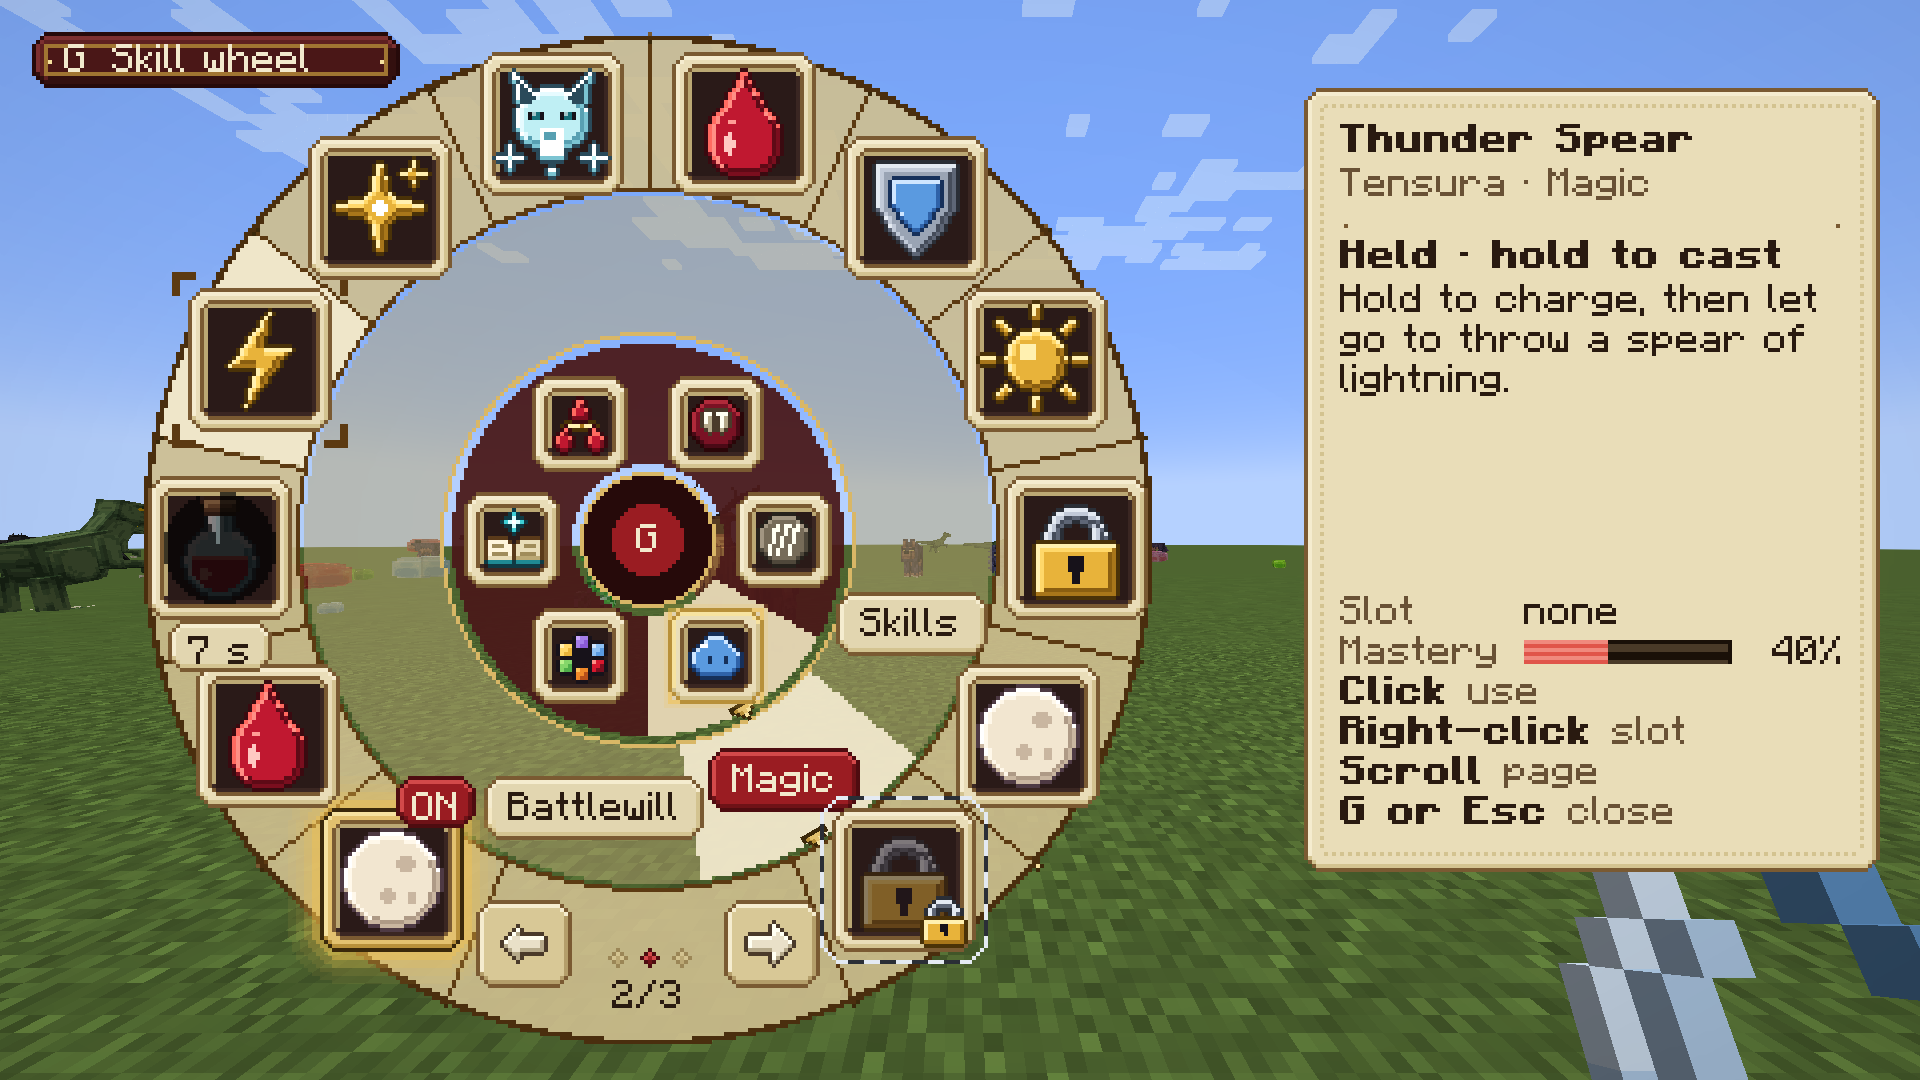 G Skill wheel
Thunder Spear
Tensura · Magic
Held · hold to cast
Hold to charge, then let
go to throw a spear of
lightning.
G
Skills
7 s
Magic
ON
Battlewill
2/3
Slot none
Mastery 40%
Click use
Right-click slot
Scroll page
G or Esc close